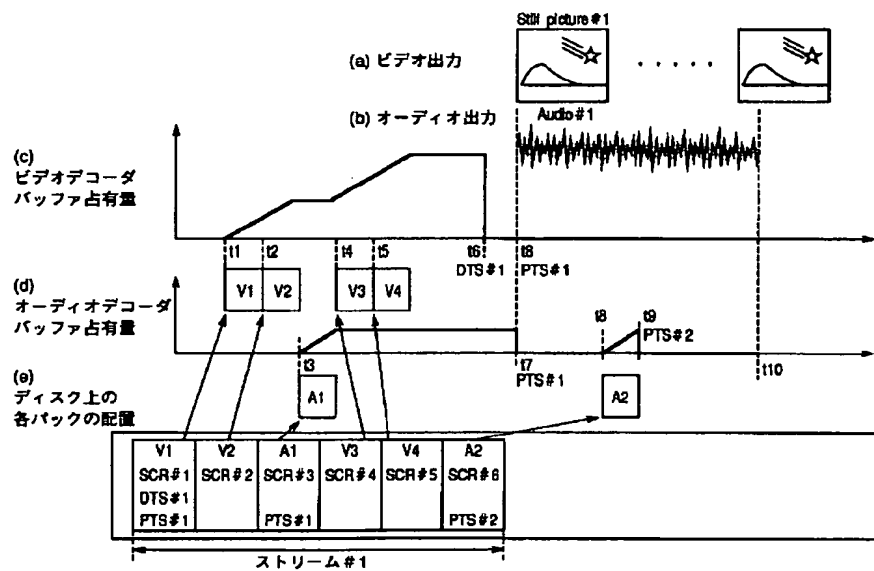 Still picture#1
(a) ビデオ出力
. . . . .
(b) オーディオ出力
Audio#1
(c)
ビデオデコーダ
バッファ占有量
t1
t2
t4
t5
t6
DTS#1
t8
PTS#1
V1
V2
V3
V4
(d)
オーディオデコーダ
バッファ占有量
t3
t7
PTS#1
t8
t9
PTS#2
t10
A1
A2
(e)
ディスク上の
各パックの配置
V1
SCR#1
DTS#1
PTS#1
V2
SCR#2
A1
SCR#3
PTS#1
V3
SCR#4
V4
SCR#5
A2
SCR#6
PTS#2
ストリーム#1